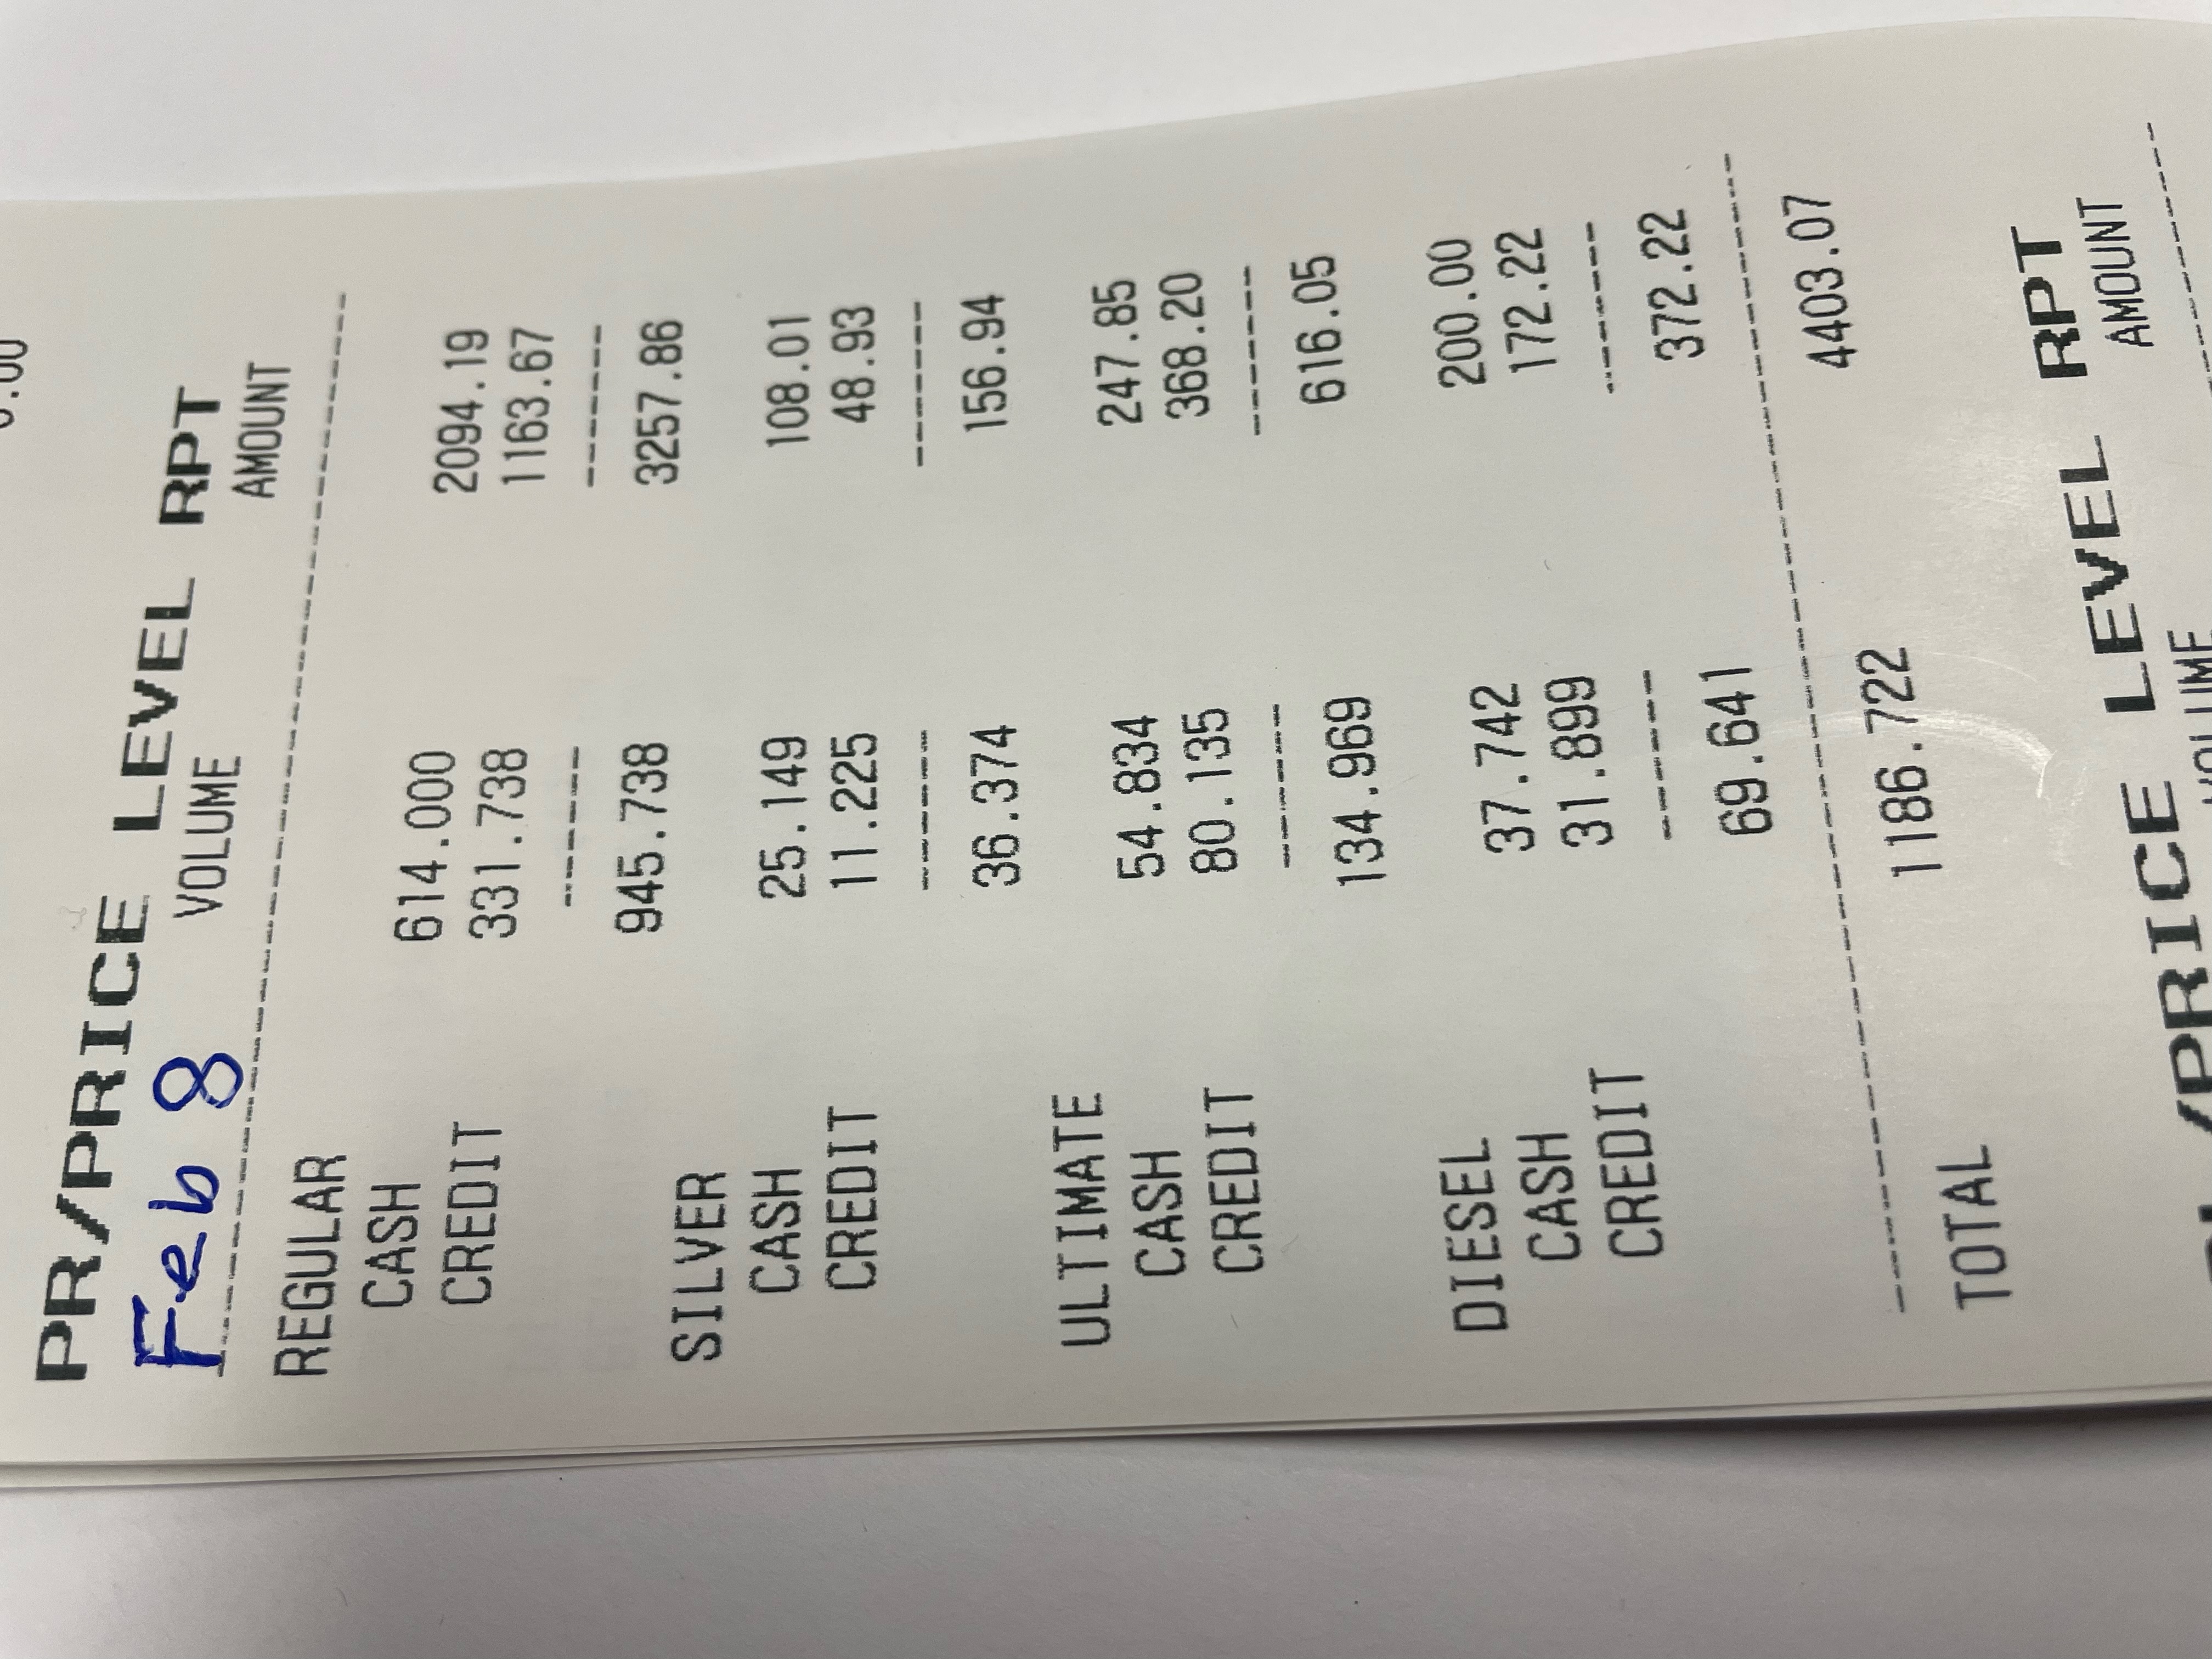 0.00
PR/PRICE LEVEL RPT
Feb 8 VOLUME AMOUNT
REGULAR
CASH 614.000 2094.19
CREDIT 331.738 1163.67
945.738 3257.86
SILVER
CASH 25.149 108.01
CREDIT 11.225 48.93
36.374 156.94
ULTIMATE
CASH 54.834 247.85
CREDIT 80.135 368.20
134.969 616.05
DIESEL
CASH 37.742 200.00
CREDIT 31.899 172.22
69.641 372.22
TOTAL 1186.722 4403.07
/PRICE LEVEL RPT
VOLUME AMOUNT